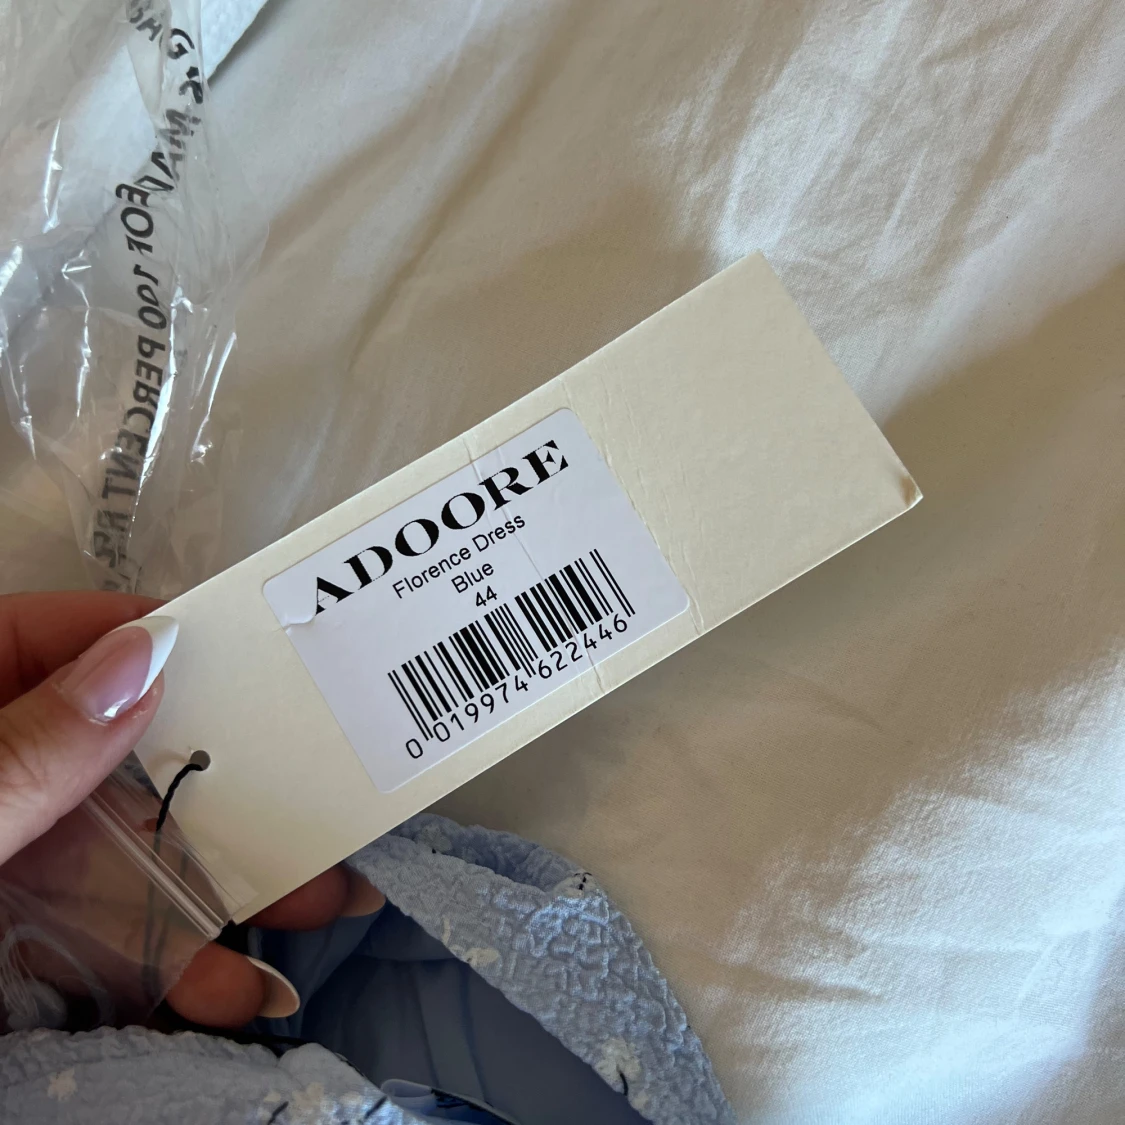 ADOORE
Florence Dress
Blue
44
0 019974 622446
100 PERCENT